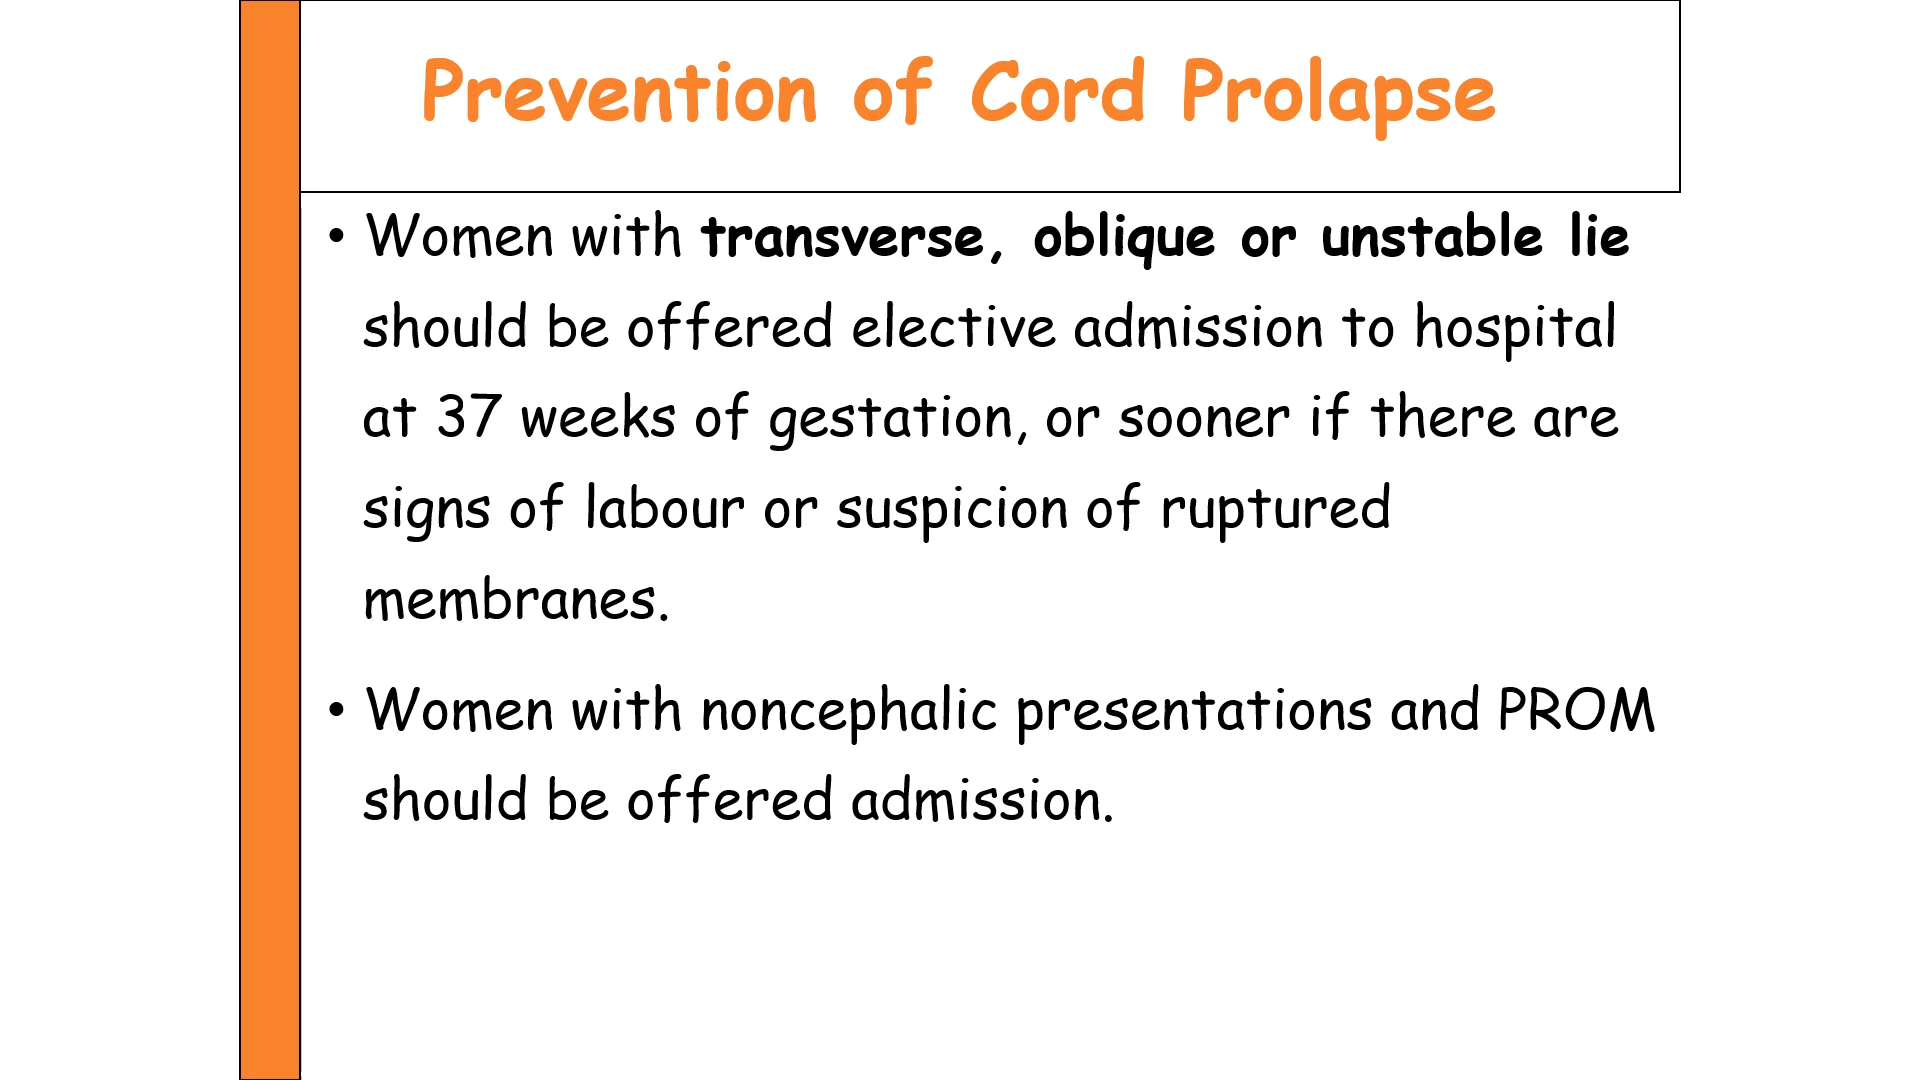 Prevention of Cord Prolapse
• Women with transverse, oblique or unstable lie
should be offered elective admission to hospital
at 37 weeks of gestation, or sooner if there are
signs of labour or suspicion of ruptured
membranes.
• Women with noncephalic presentations and PROM
should be offered admission.